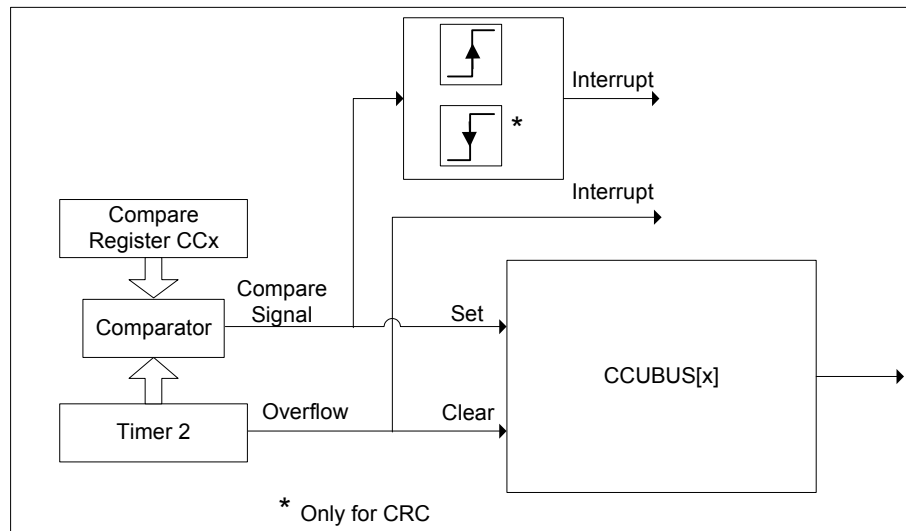 Interrupt
*
Interrupt
Compare
Register CCx
Compare
Signal
Set
Comparator
CCUBUS[x]
Overflow
Clear
Timer 2
* Only for CRC